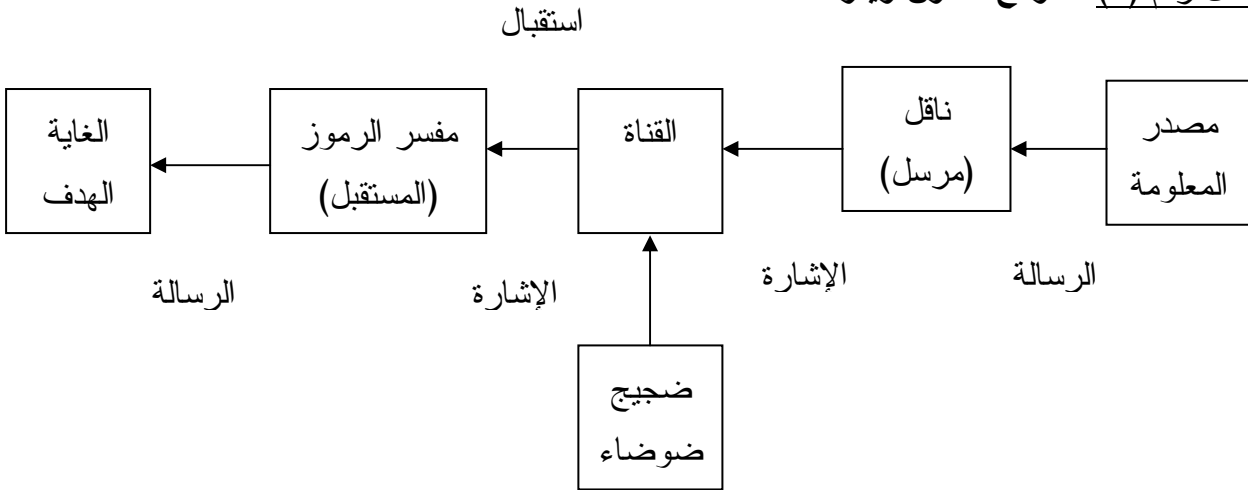 استقبال
مصدر
المعلومة
ناقل
(مرسل)
القناة
مفسر الرموز
(المستقبل)
الغاية
الهدف
الرسالة
الإشارة
الإشارة
الرسالة
ضجيج
ضوضاء